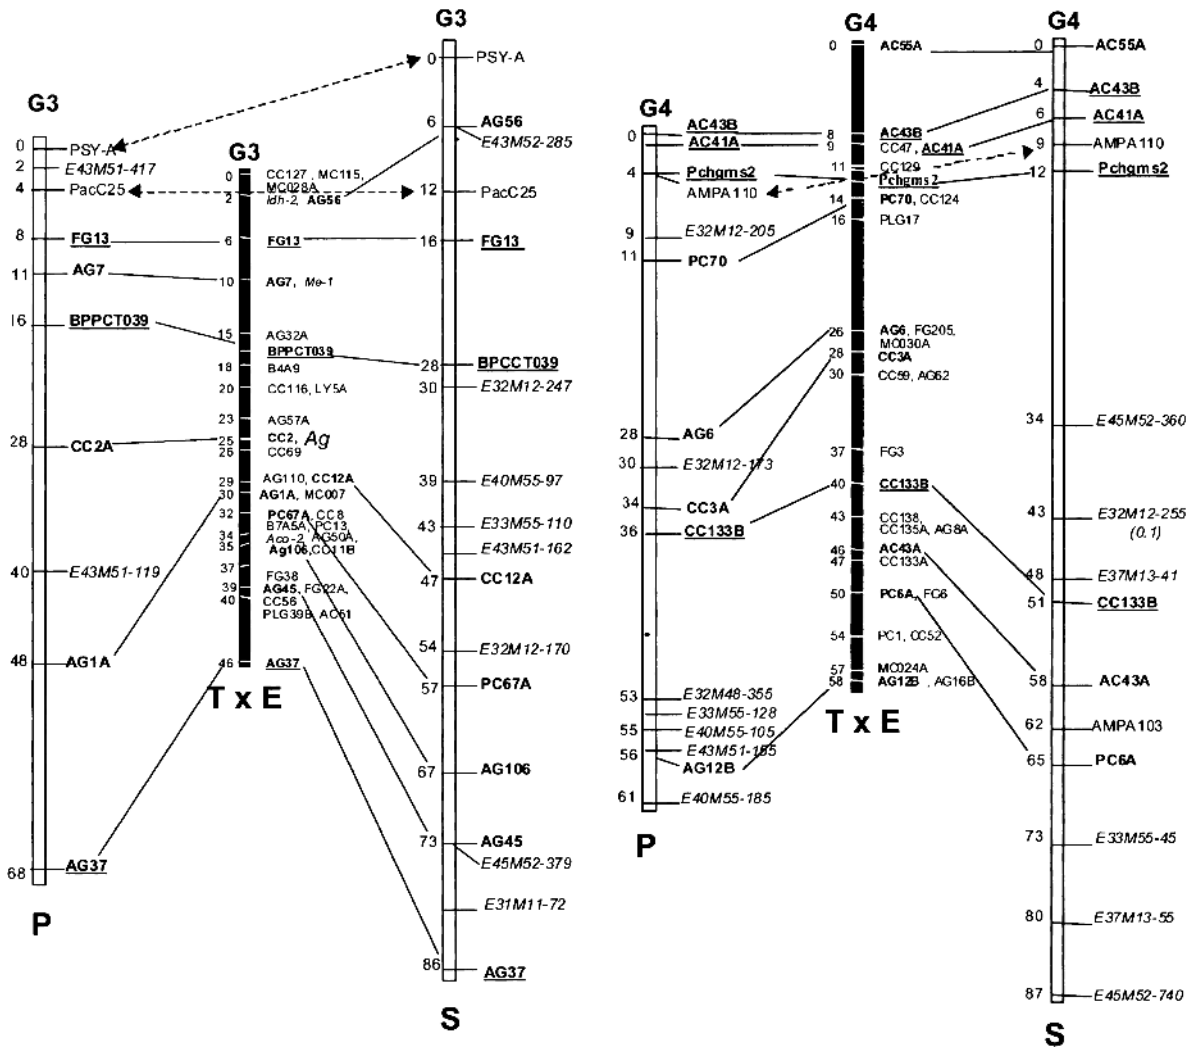 G3
0 PSY-A
2 E43M51-417
4 PacC25
8 FG13
11 AG7
16 BPPCT039
28 CC2A
40 E43M51-119
48 AG1A
68 AG37
P
G3
0 CC127 , MC115,
MC028A
2 Idh-2, AG56
6 FG13
10 AG7, Me-1
15 AG32A
BPPCT039
18 B4A9
20 CC116, LY5A
23 AG57A
25 CC2, Ag
26 CC69
29 AG110, CC12A
30 AG1A, MC007
32 PC67A, CC8
B7A5A, PC13,
34 Aco-2, AG50A,
35 Ag106,CC11B
37 FG38
39 AG45, FG22A,
40 CC56
PLG39B, AC61
46 AG37
T x E
G3
0 PSY-A
6 AG56
E43M52-285
12 PacC25
16 FG13
28 BPCCT039
30 E32M12-247
39 E40M55-97
43 E33M55-110
E43M51-162
47 CC12A
54 E32M12-170
57 PC67A
67 AG106
73 AG45
E45M52-379
E31M11-72
86 AG37
S
G4
0 AC43B
AC41A
4 Pchgms2
AMPA110
9 E32M12-205
11 PC70
28 AG6
30 E32M12-173
34 CC3A
36 CC133B
53 E32M48-355
E33M55-128
55 E40M55-105
56 E43M51-185
AG12B
61 E40M55-185
P
G4
0 AC55A
8 AC43B
9 CC47, AC41A
11 CC129
Pchgms2
14 PC70, CC124
16 PLG17
26 AG6, FG205,
MC030A
28 CC3A
30 CC59, AG62
37 FG3
40 CC133B
43 CC138,
CC135A, AG8A
46 AC43A
47 CC133A
50 PC6A, FG6
54 PC1, CC52
57 MC024A
58 AG12B , AG16B
T x E
G4
0 AC55A
4 AC43B
6 AC41A
9 AMPA110
12 Pchgms2
34 E45M52-360
43 E32M12-255
(0.1)
48 E37M13-41
51 CC133B
58 AC43A
62 AMPA103
65 PC6A
73 E33M55-45
80 E37M13-55
87 E45M52-740
S